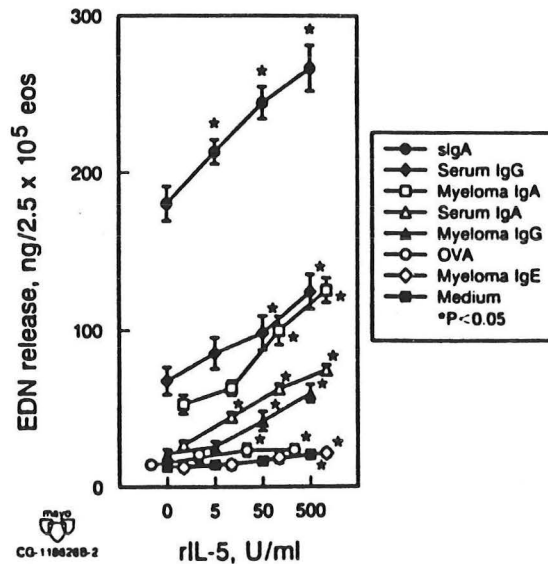 300
200
100
0
EDN release, ng/2.5 x 10⁵ eos
0 5 50 500
rIL-5, U/ml
sIgA
Serum IgG
Myeloma IgA
Serum IgA
Myeloma IgG
OVA
Myeloma IgE
Medium
*P<0.05
mayo